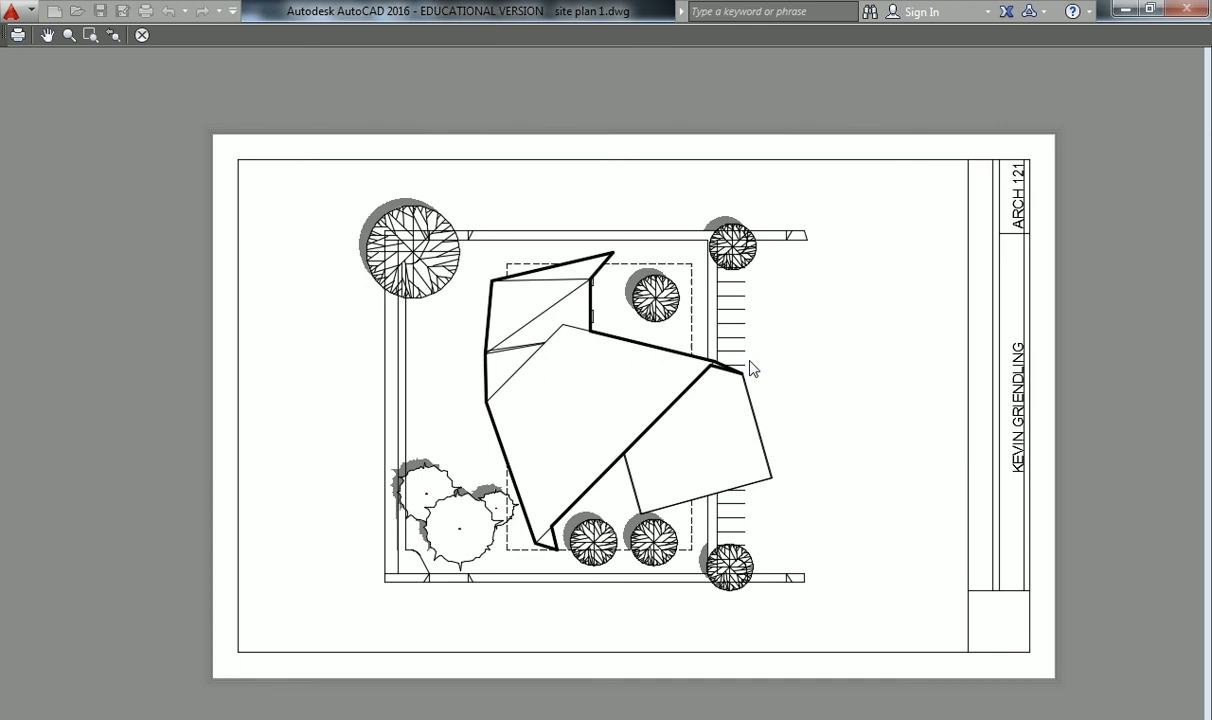 Autodesk AutoCAD 2016 - EDUCATIONAL VERSION site plan 1.dwg
Type a keyword or phrase
Sign In
ARCH 121
KEVIN GRIENDLING